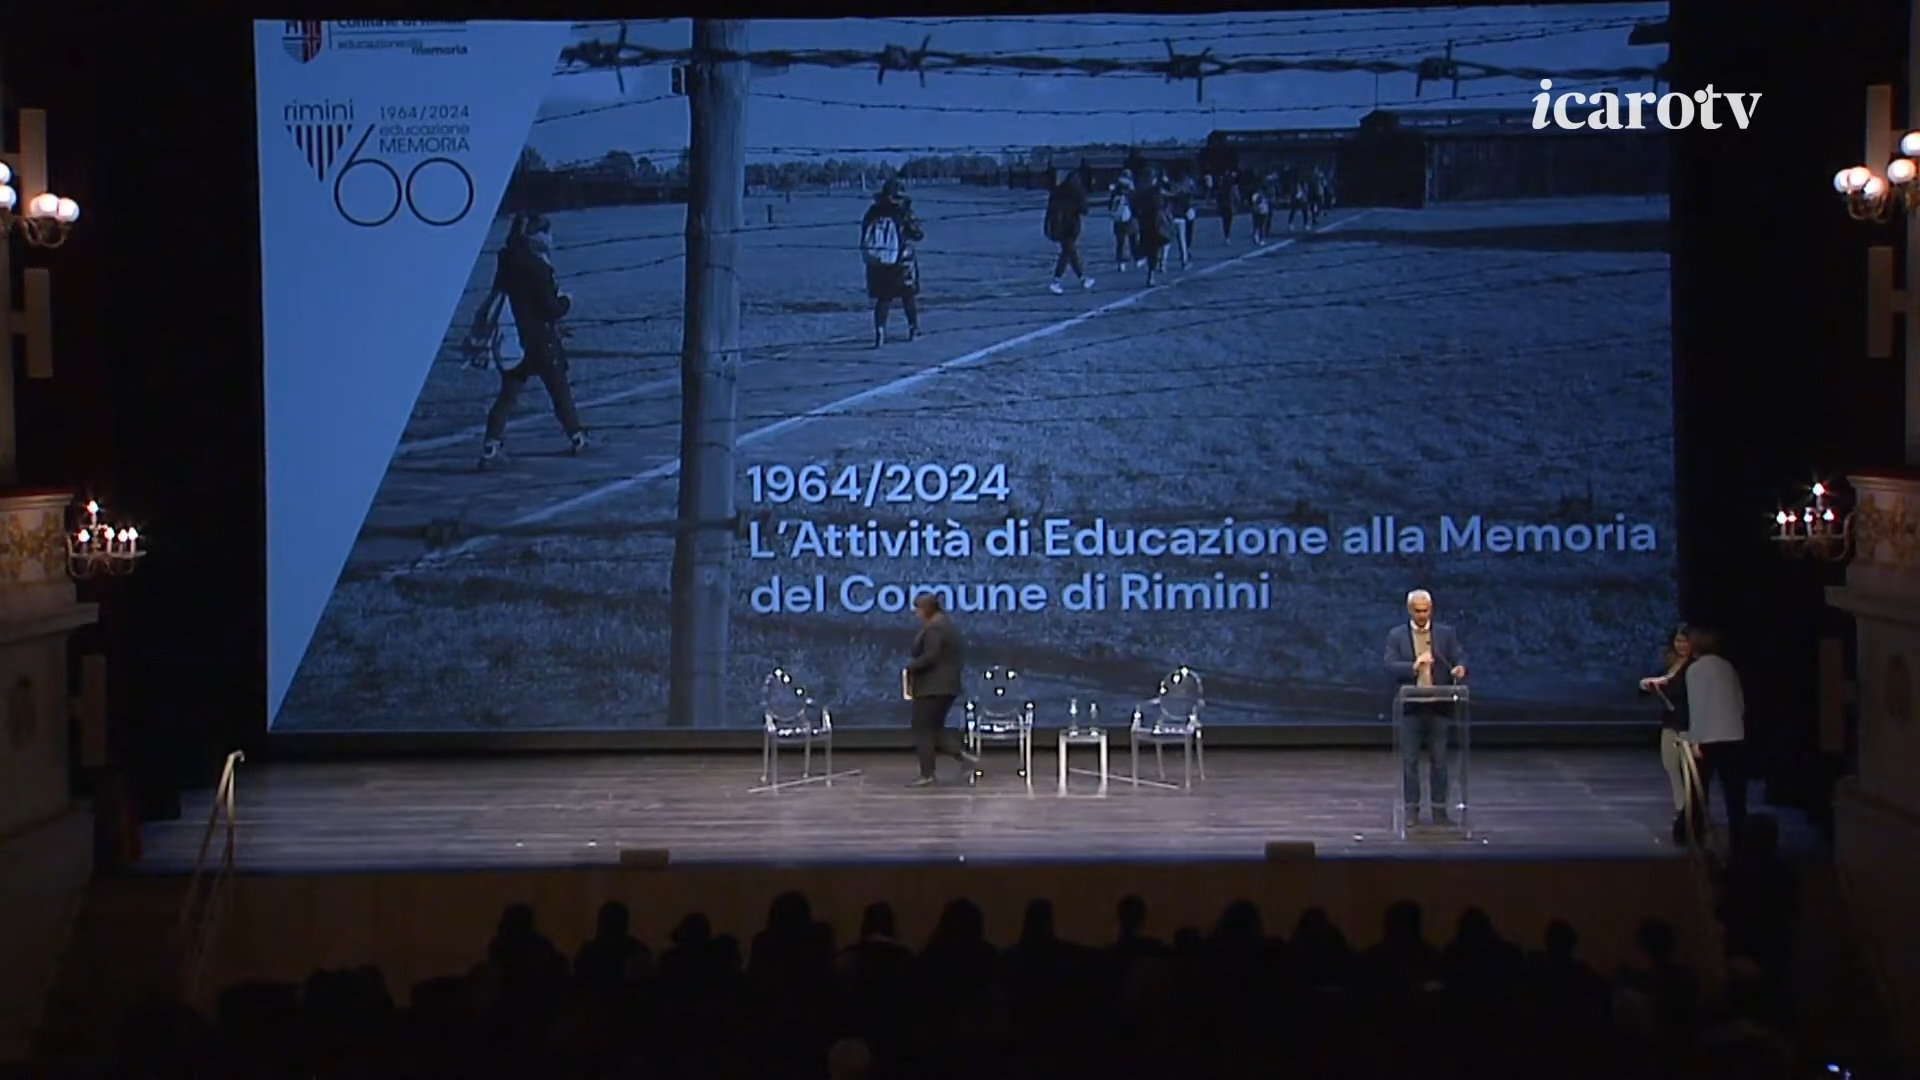 Comune di Rimini
educazione alla
memoria
rimini
1964/2024
educazione
MEMORIA
60
icarotv
1964/2024
L'Attività di Educazione alla Memoria
del Comune di Rimini